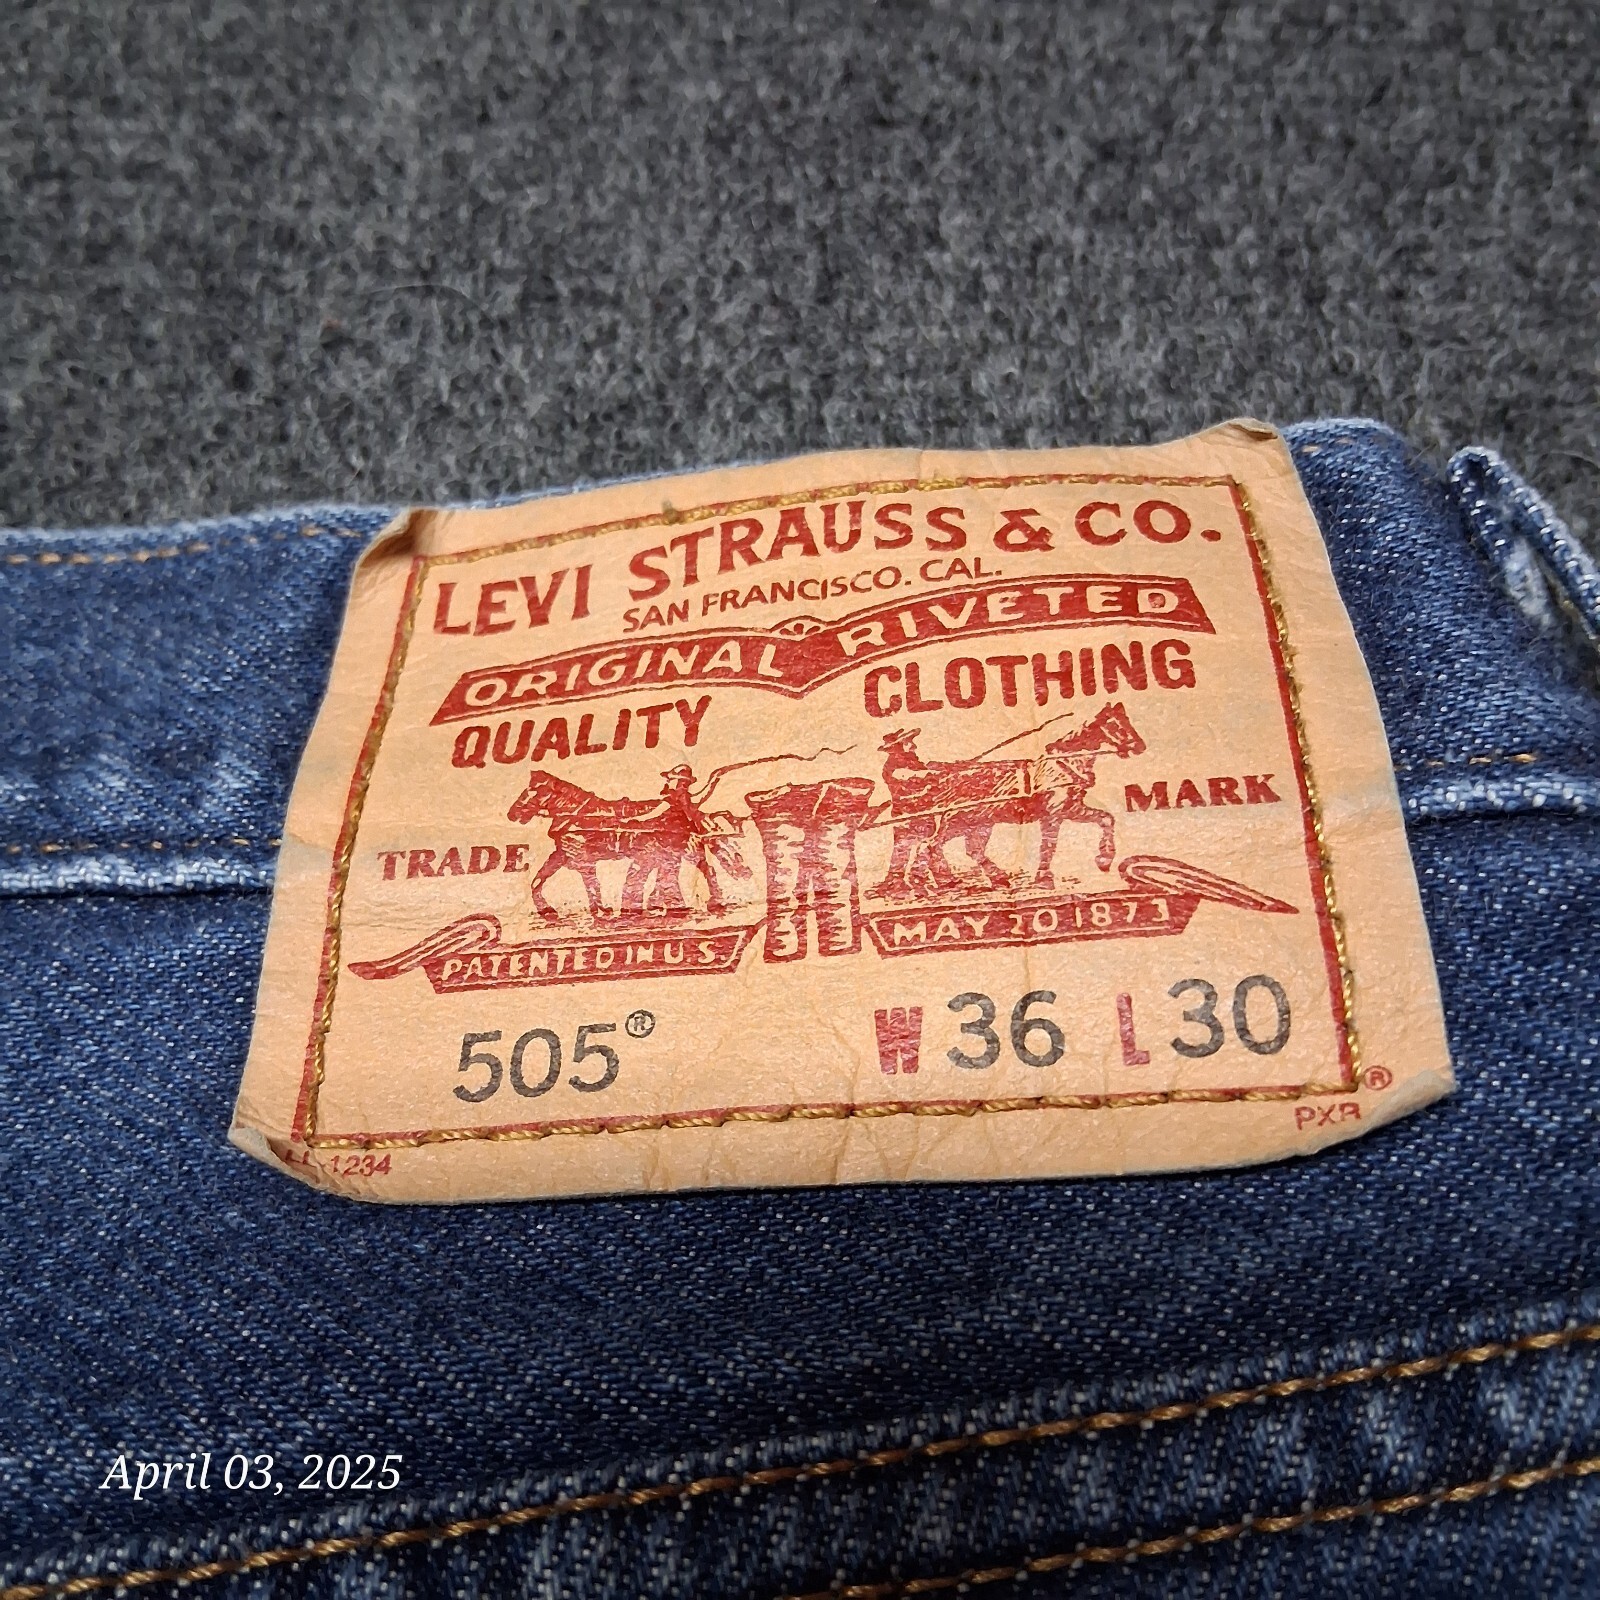 LEVI STRAUSS & CO.
SAN FRANCISCO. CAL.
ORIGINAL RIVETED
QUALITY CLOTHING
TRADE MARK
PATENTED IN U.S. MAY 20 1873
505® W 36 L 30
®
1234 PXR
April 03, 2025